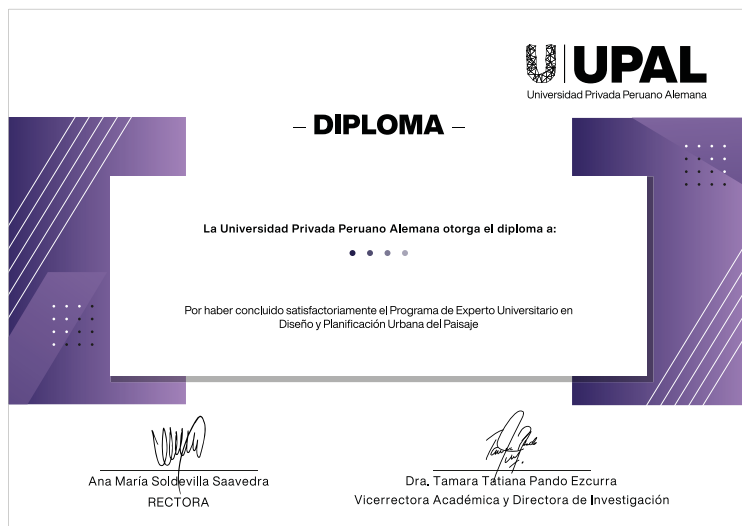 UPAL
Universidad Privada Peruano Alemana
– DIPLOMA –
La Universidad Privada Peruano Alemana otorga el diploma a:
Por haber concluido satisfactoriamente el Programa de Experto Universitario en
Diseño y Planificación Urbana del Paisaje
Ana María Soldevilla Saavedra
RECTORA
Dra. Tamara Tatiana Pando Ezcurra
Vicerrectora Académica y Directora de Investigación